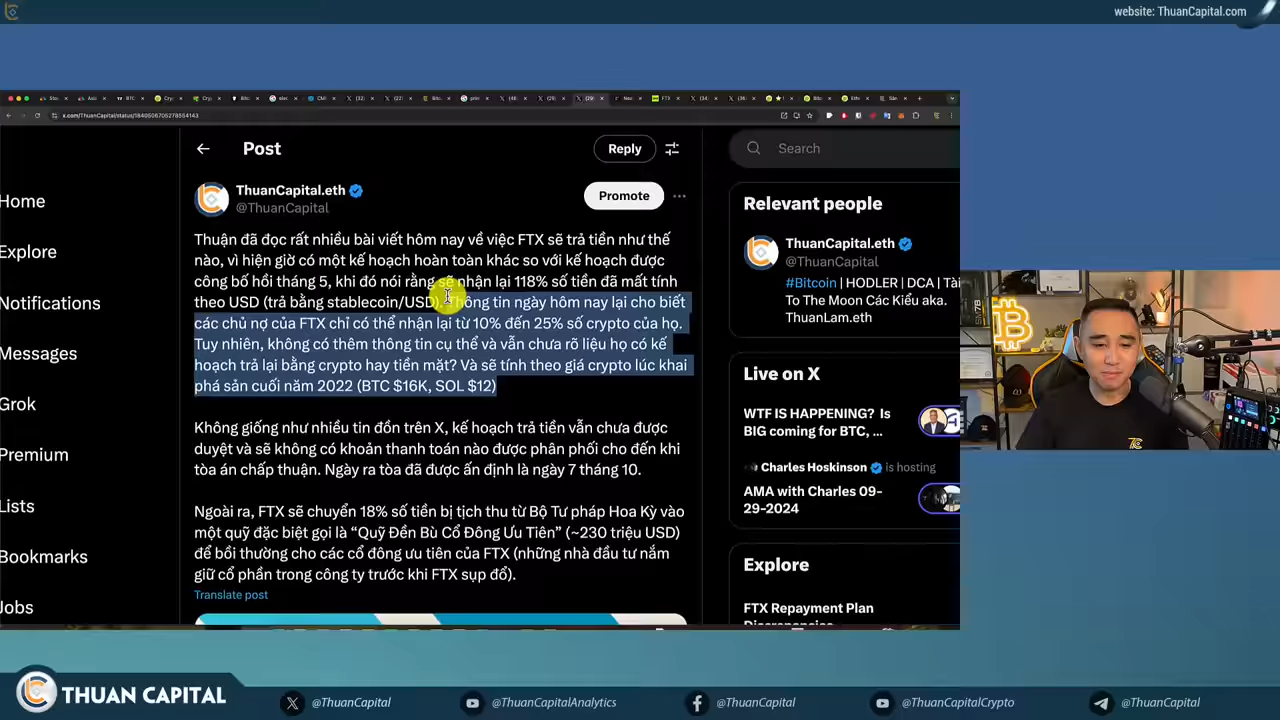 website: ThuanCapital.com
x.com/ThuanCapital/status/1840506705278554143
Post
Reply
Search
ThuanCapital.eth
@ThuanCapital
Promote
Home
Explore
Notifications
Messages
Grok
Premium
Lists
Bookmarks
Jobs
Thuận đã đọc rất nhiều bài viết hôm nay về việc FTX sẽ trả tiền như thế
nào, vì hiện giờ có một kế hoạch hoàn toàn khác so với kế hoạch được
công bố hồi tháng 5, khi đó nói rằng sẽ nhận lại 118% số tiền đã mất tính
theo USD (trả bằng stablecoin/USD). Thông tin ngày hôm nay lại cho biết
các chủ nợ của FTX chỉ có thể nhận lại từ 10% đến 25% số crypto của họ.
Tuy nhiên, không có thêm thông tin cụ thể và vẫn chưa rõ liệu họ có kế
hoạch trả lại bằng crypto hay tiền mặt? Và sẽ tính theo giá crypto lúc khai
phá sản cuối năm 2022 (BTC $16K, SOL $12)
Không giống như nhiều tin đồn trên X, kế hoạch trả tiền vẫn chưa được
duyệt và sẽ không có khoản thanh toán nào được phân phối cho đến khi
tòa án chấp thuận. Ngày ra tòa đã được ấn định là ngày 7 tháng 10.
Ngoài ra, FTX sẽ chuyển 18% số tiền bị tịch thu từ Bộ Tư pháp Hoa Kỳ vào
một quỹ đặc biệt gọi là “Quỹ Đền Bù Cổ Đông Ưu Tiên” (~230 triệu USD)
để bồi thường cho các cổ đông ưu tiên của FTX (những nhà đầu tư nắm
giữ cổ phần trong công ty trước khi FTX sụp đổ).
Translate post
Relevant people
ThuanCapital.eth
@ThuanCapital
#Bitcoin | HODLER | DCA | Tài
To The Moon Các Kiểu aka.
ThuanLam.eth
Live on X
WTF IS HAPPENING? Is
BIG coming for BTC, ...
Charles Hoskinson is hosting
AMA with Charles 09-
29-2024
Explore
FTX Repayment Plan
Discrepancies
THUAN CAPITAL
@ThuanCapital
@ThuanCapitalAnalytics
@ThuanCapital
@ThuanCapitalCrypto
@ThuanCapital